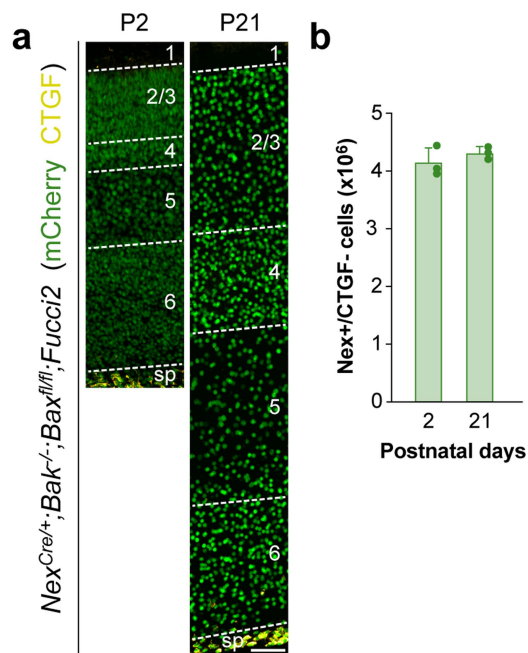 a
P2
P21
Nex^Cre/+;Bak^-/-;Bax^fl/fl;Fucci2 (mCherry CTGF)
1
2/3
4
5
6
sp
1
2/3
4
5
6
sp
b
Nex+/CTGF- cells (x10⁶)
5
4
3
2
1
0
2
21
Postnatal days